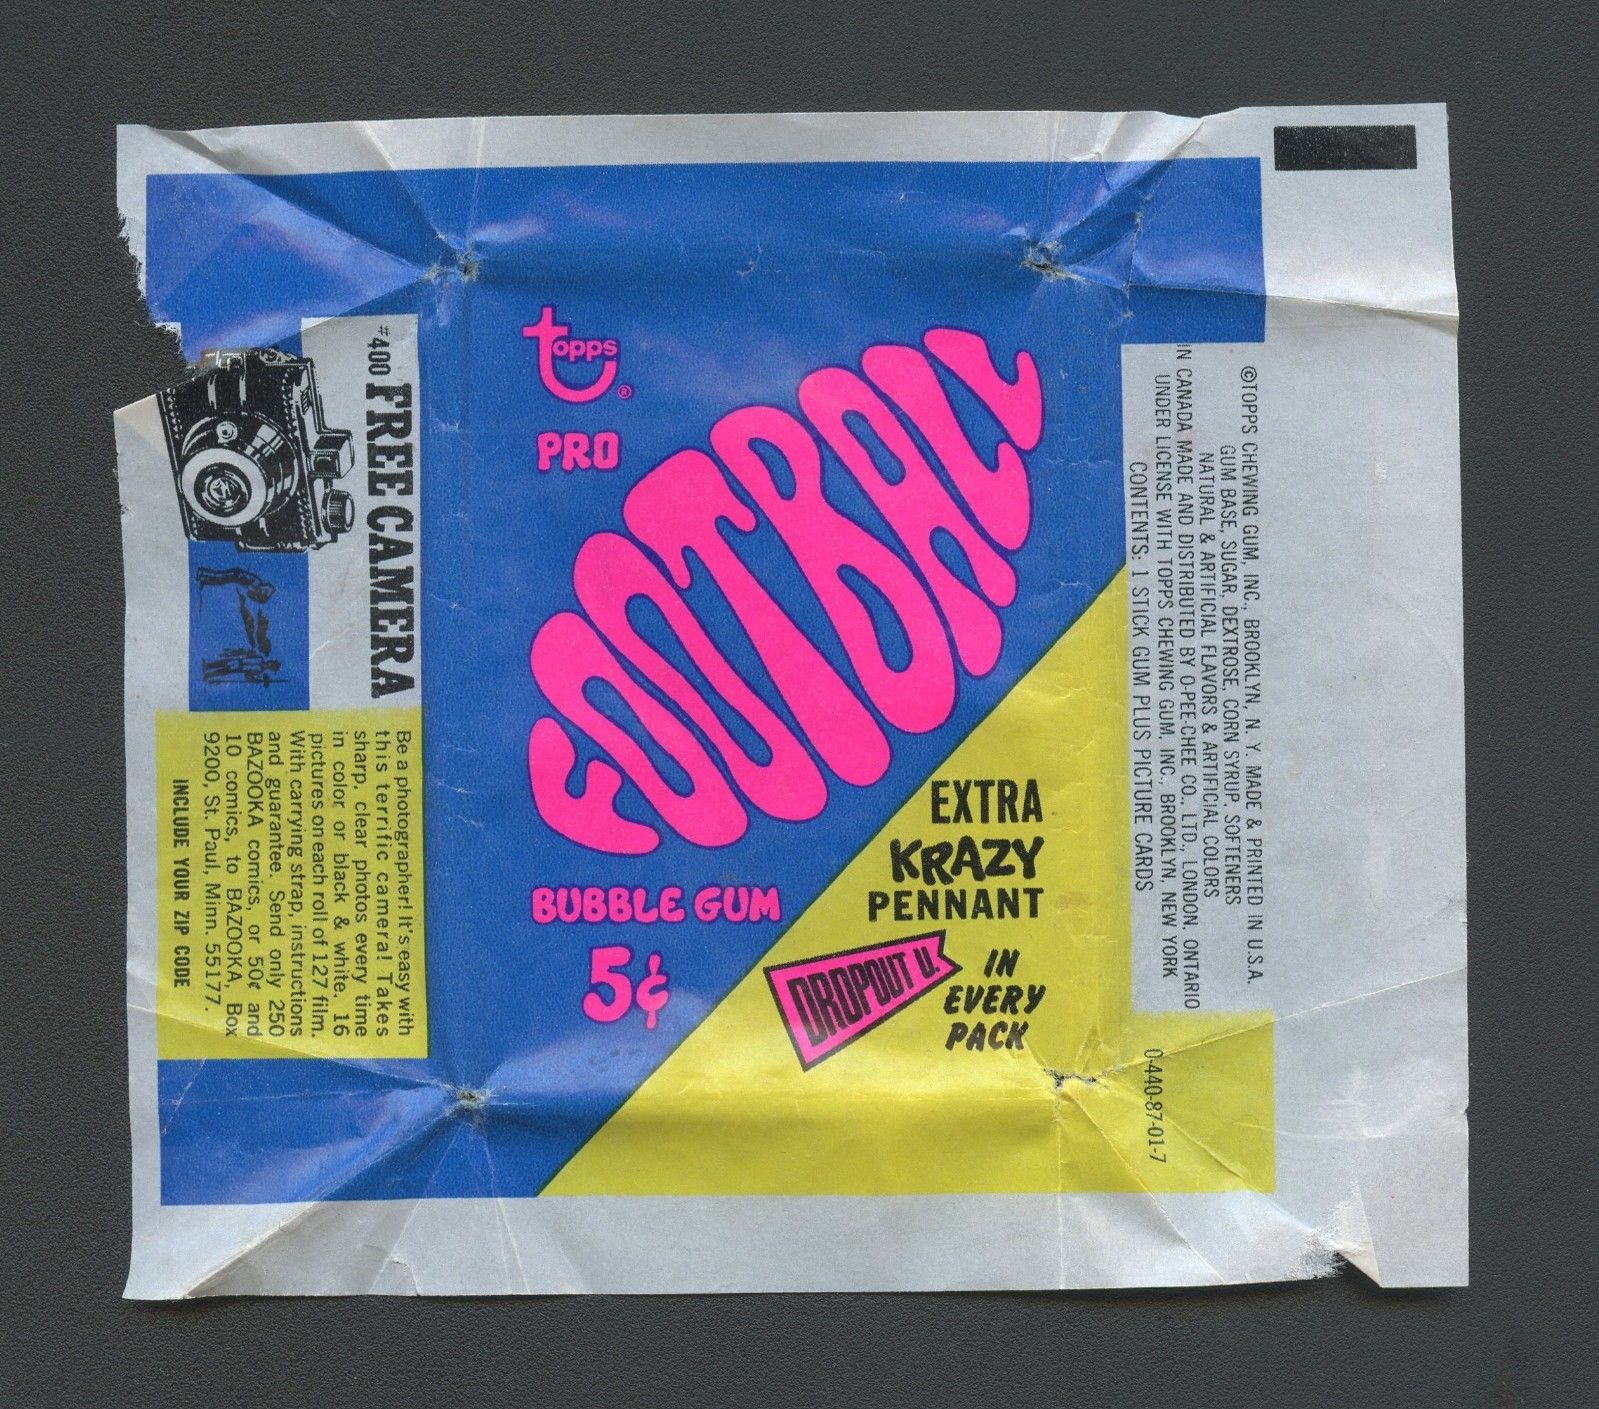 topps ®
PRO
FOOTBALL
BUBBLE GUM
5¢
EXTRA
KRAZY
PENNANT
DROPOUT U.
IN
EVERY
PACK
#400 FREE CAMERA
Be a photographer! It's easy with
this terrific camera! Takes
sharp, clear photos every time
in color or black & white. 16
pictures on each roll of 127 film.
With carrying strap, instructions
and guarantee. Send only 250
BAZOOKA comics, or 50¢ and
10 comics, to BAZOOKA, Box
9200, St. Paul, Minn. 55177.
INCLUDE YOUR ZIP CODE
©TOPPS CHEWING GUM, INC., BROOKLYN, N. Y. MADE & PRINTED IN U.S.A.
GUM BASE, SUGAR, DEXTROSE, CORN SYRUP, SOFTENERS
NATURAL & ARTIFICIAL FLAVORS & ARTIFICIAL COLORS
IN CANADA MADE AND DISTRIBUTED BY O-PEE-CHEE CO., LTD., LONDON, ONTARIO
UNDER LICENSE WITH TOPPS CHEWING GUM, INC., BROOKLYN, NEW YORK
CONTENTS: 1 STICK GUM PLUS PICTURE CARDS
0-440-87-01-7